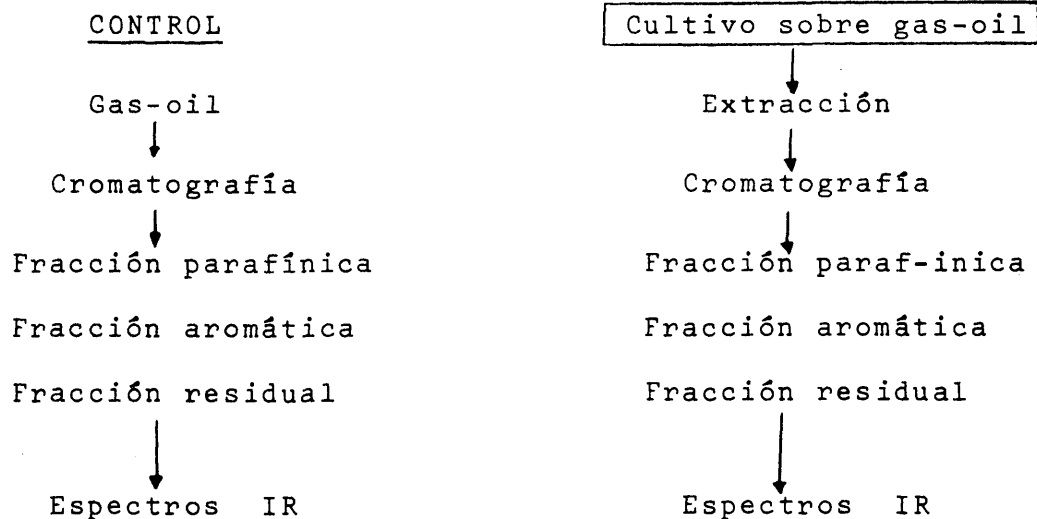 CONTROL
Gas-oil
Cromatografía
Fracción parafínica
Fracción aromática
Fracción residual
Espectros IR
Cultivo sobre gas-oil
Extracción
Cromatografía
Fracción paraf-inica
Fracción aromática
Fracción residual
Espectros IR